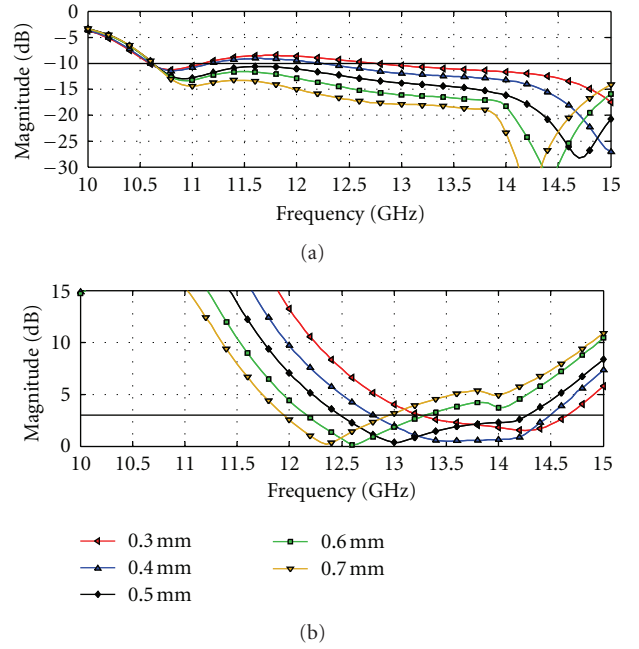 0
−5
−10
−15
−20
−25
−30
Magnitude (dB)
10 10.5 11 11.5 12 12.5 13 13.5 14 14.5 15
Frequency (GHz)
(a)
15
10
5
0
Magnitude (dB)
10 10.5 11 11.5 12 12.5 13 13.5 14 14.5 15
Frequency (GHz)
0.3 mm 0.6 mm
0.4 mm 0.7 mm
0.5 mm
(b)